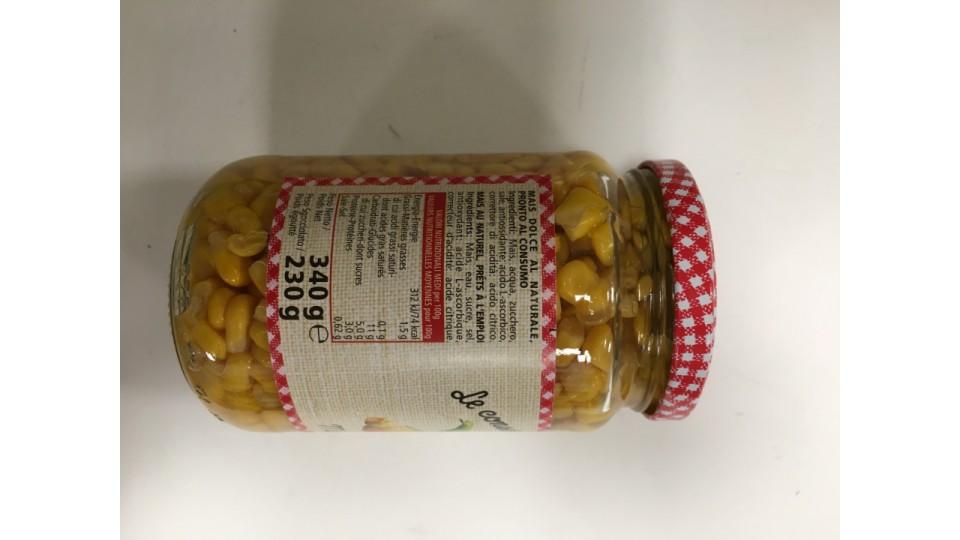 MAIS DOLCE AL NATURALE,
PRONTO AL CONSUMO
Ingredienti: Mais, acqua, zucchero,
sale, antiossidante: acido L-ascorbico,
correttore di acidità: acido citrico.
MAÏS AU NATUREL, PRÊTS À L'EMPLOI
Ingredients: Maïs, eau, sucre, sel,
antioxydant: acide L-ascorbique,
correcteur d'acidité: acide citrique.
VALORI NUTRIZIONALI MEDI per 100g
VALEURS NUTRITIONNELLES MOYENNES pour 100g
Energia-Energie 312 kJ/74 kcal
Grassi-Matières grasses 1,5 g
di cui acidi grassi saturi-
dont acides gras saturés 0,1 g
Carboidrati-Glucides 11 g
di cui zuccheri-dont sucres 5,0 g
Proteine-Protéines 3,0 g
Sale-Sel 0,62 g
Peso Netto /
Poids Net 340 g e
Peso Sgocciolato /
Poids égoutté 230 g
Le